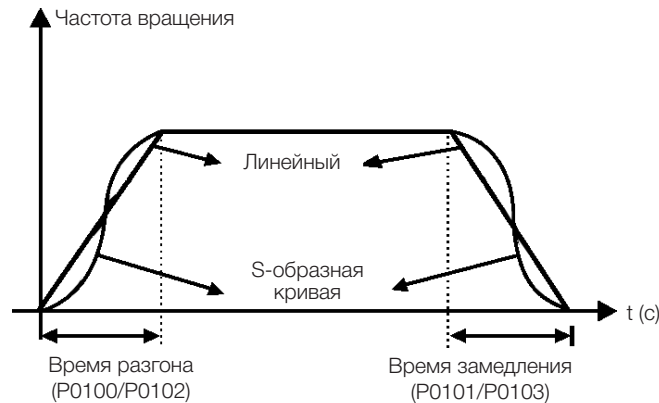 Частота вращения
Линейный
S-образная
кривая
t (с)
Время разгона
(P0100/P0102)
Время замедления
(P0101/P0103)